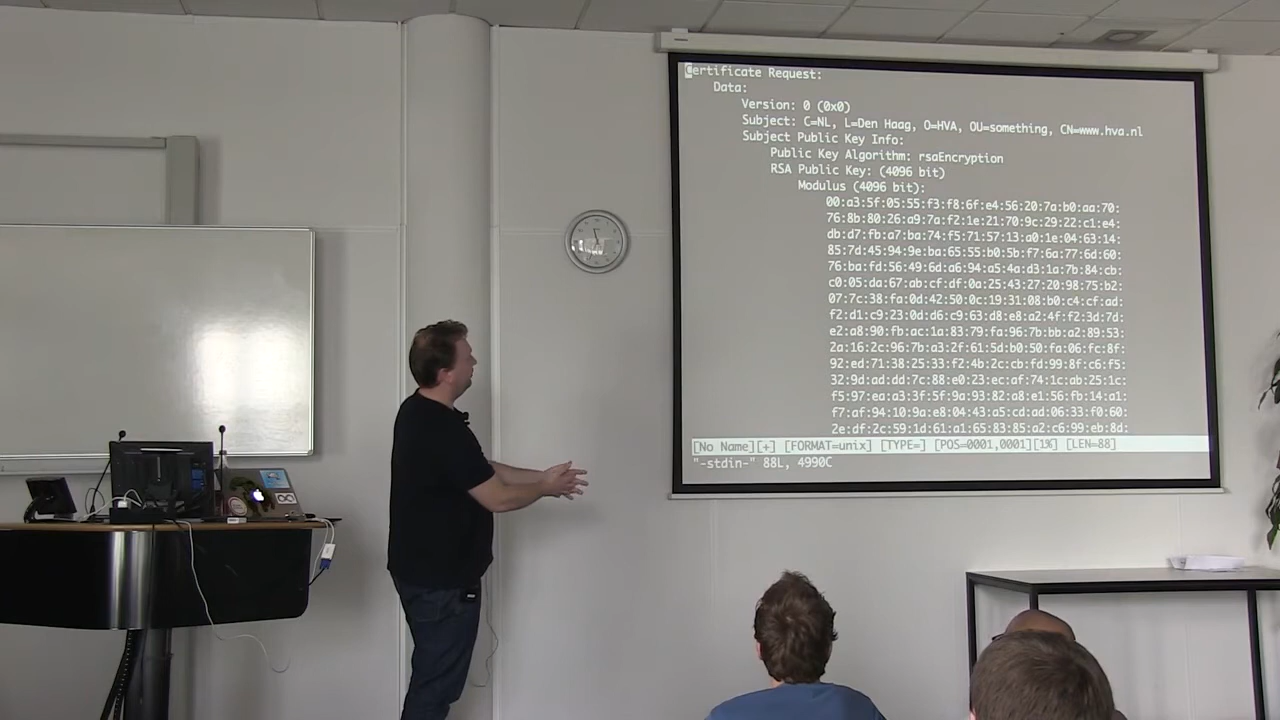 Certificate Request:
Data:
Version: 0 (0x0)
Subject: C=NL, L=Den Haag, O=HVA, OU=something, CN=www.hva.nl
Subject Public Key Info:
Public Key Algorithm: rsaEncryption
RSA Public Key: (4096 bit)
Modulus (4096 bit):
00:a3:5f:05:55:f3:f8:6f:e4:56:20:7a:b0:aa:70:
76:8b:80:26:a9:7a:f2:1e:21:70:9c:29:22:c1:e4:
db:d7:fb:a7:ba:74:f5:71:57:13:a0:1e:04:63:14:
85:7d:45:94:9e:ba:65:55:b0:5b:f7:6a:77:6d:60:
76:ba:fd:56:49:6d:a6:94:a5:4a:d3:1a:7b:84:cb:
c0:05:da:67:ab:cf:df:0a:25:43:27:20:98:75:b2:
07:7c:38:fa:0d:42:50:0c:19:31:08:b0:c4:cf:ad:
f2:d1:c9:23:0d:d6:c9:63:d8:e8:a2:4f:f2:3d:7d:
e2:a8:90:fb:ac:1a:83:79:fa:96:7b:bb:a2:89:53:
2a:16:2c:96:7b:a3:2f:61:5d:b0:50:fa:06:fc:8f:
92:ed:71:38:25:33:f2:4b:2c:cb:fd:99:8f:c6:f5:
32:9d:ad:dd:7c:88:e0:23:ec:af:74:1c:ab:25:1c:
f5:97:ea:a3:3f:5f:9a:93:82:a8:e1:56:fb:14:a1:
f7:af:94:10:9a:e8:04:43:a5:cd:ad:06:33:f0:60:
2e:df:2c:59:1d:61:a1:65:83:85:a2:c6:99:eb:8d:
[No Name][+] [FORMAT=unix] [TYPE=] [POS=0001,0001][1%] [LEN=88]
"-stdin-" 88L, 4990C